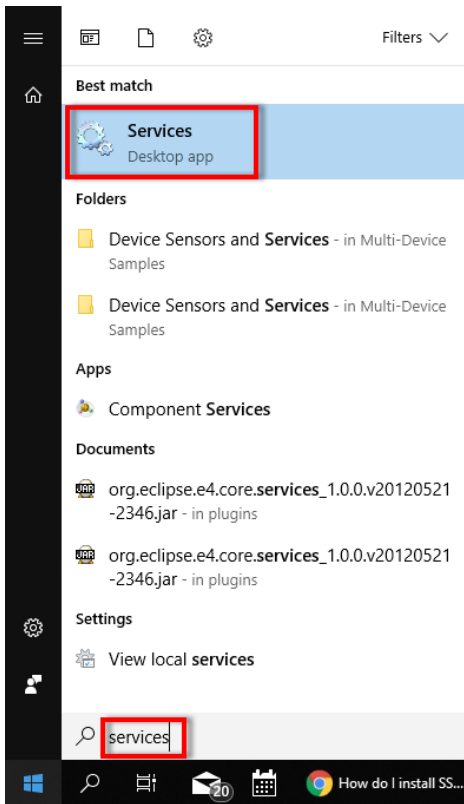 Filters
Best match
Services
Desktop app
Folders
Device Sensors and Services - in Multi-Device
Samples
Device Sensors and Services - in Multi-Device
Samples
Apps
Component Services
Documents
JAR org.eclipse.e4.core.services_1.0.0.v20120521
-2346.jar - in plugins
JAR org.eclipse.e4.core.services_1.0.0.v20120521
-2346.jar - in plugins
Settings
View local services
services
20 How do I install SS...